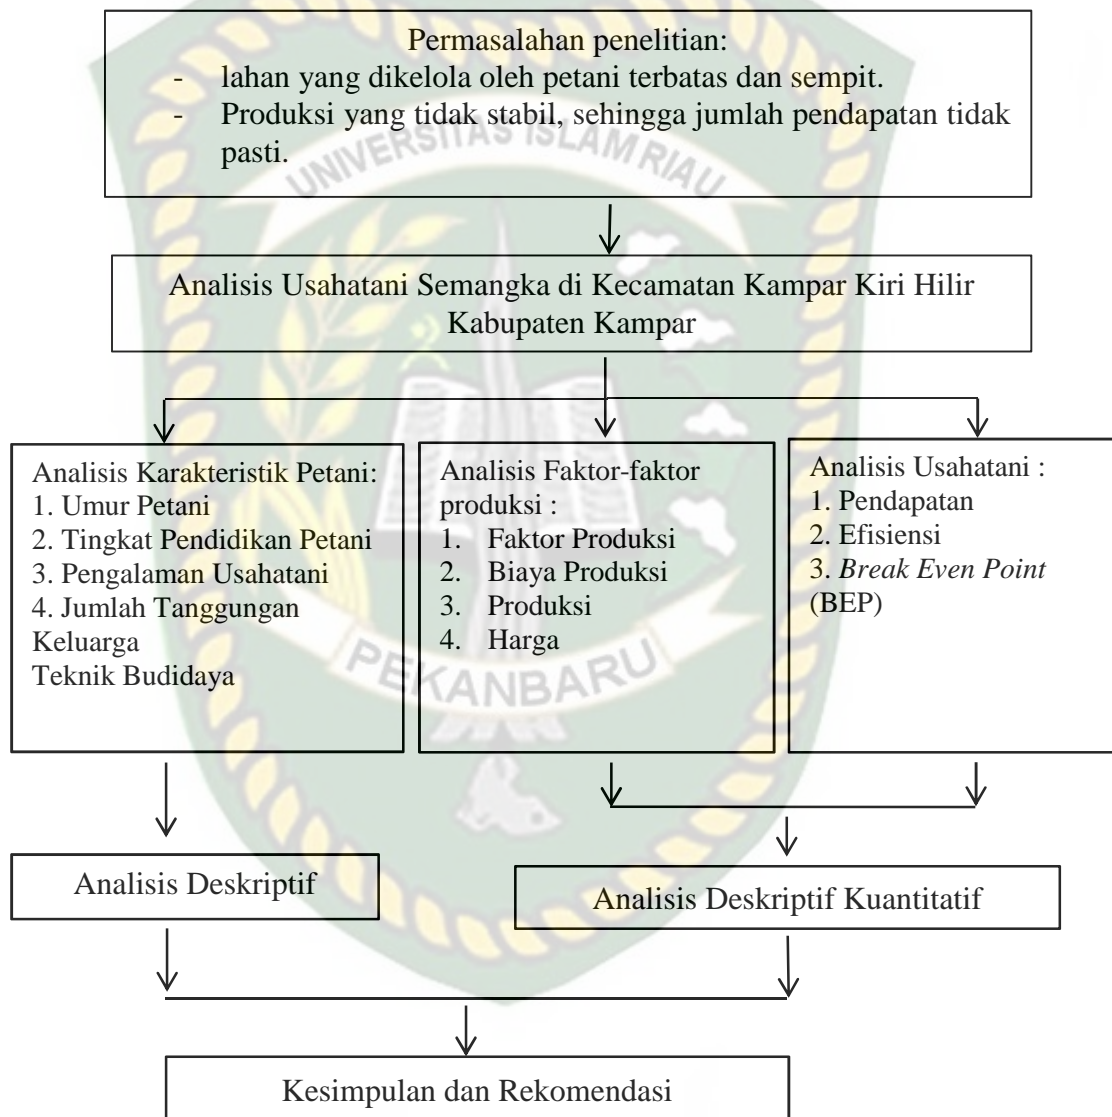 Permasalahan penelitian:
- lahan yang dikelola oleh petani terbatas dan sempit.
- Produksi yang tidak stabil, sehingga jumlah pendapatan tidak
pasti.
UNIVERSITAS ISLAM RIAU
Analisis Usahatani Semangka di Kecamatan Kampar Kiri Hilir
Kabupaten Kampar
Analisis Karakteristik Petani:
1. Umur Petani
2. Tingkat Pendidikan Petani
3. Pengalaman Usahatani
4. Jumlah Tanggungan
Keluarga
Teknik Budidaya
Analisis Faktor-faktor
produksi :
1. Faktor Produksi
2. Biaya Produksi
3. Produksi
4. Harga
Analisis Usahatani :
1. Pendapatan
2. Efisiensi
3. Break Even Point
(BEP)
PEKANBARU
Analisis Deskriptif
Analisis Deskriptif Kuantitatif
Kesimpulan dan Rekomendasi